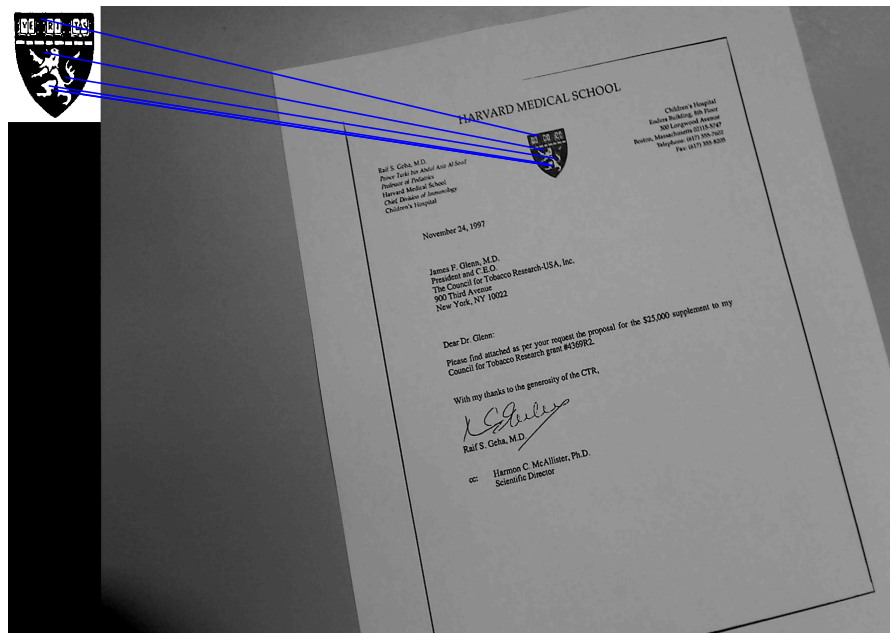 VE RI TAS
HARVARD MEDICAL SCHOOL
Children's Hospital
Enders Building, 8th Floor
300 Longwood Avenue
Boston, Massachusetts 02115-5747
Telephone: (617) 355-7602
Fax: (617) 355-8205
Raif S. Geha, M.D.
Prince Turki bin Abdul Aziz Al-Saud
Professor of Pediatrics
Harvard Medical School
Chief, Division of Immunology
Children's Hospital
November 24, 1997
James F. Glenn, M.D.
President and C.E.O.
The Council for Tobacco Research-USA, Inc.
900 Third Avenue
New York, NY 10022
Dear Dr. Glenn:
Please find attached as per your request the proposal for the $25,000 supplement to my
Council for Tobacco Research grant #4369R2.
With my thanks to the generosity of the CTR,
Raif S. Geha, M.D.
cc: Harmon C. McAllister, Ph.D.
Scientific Director